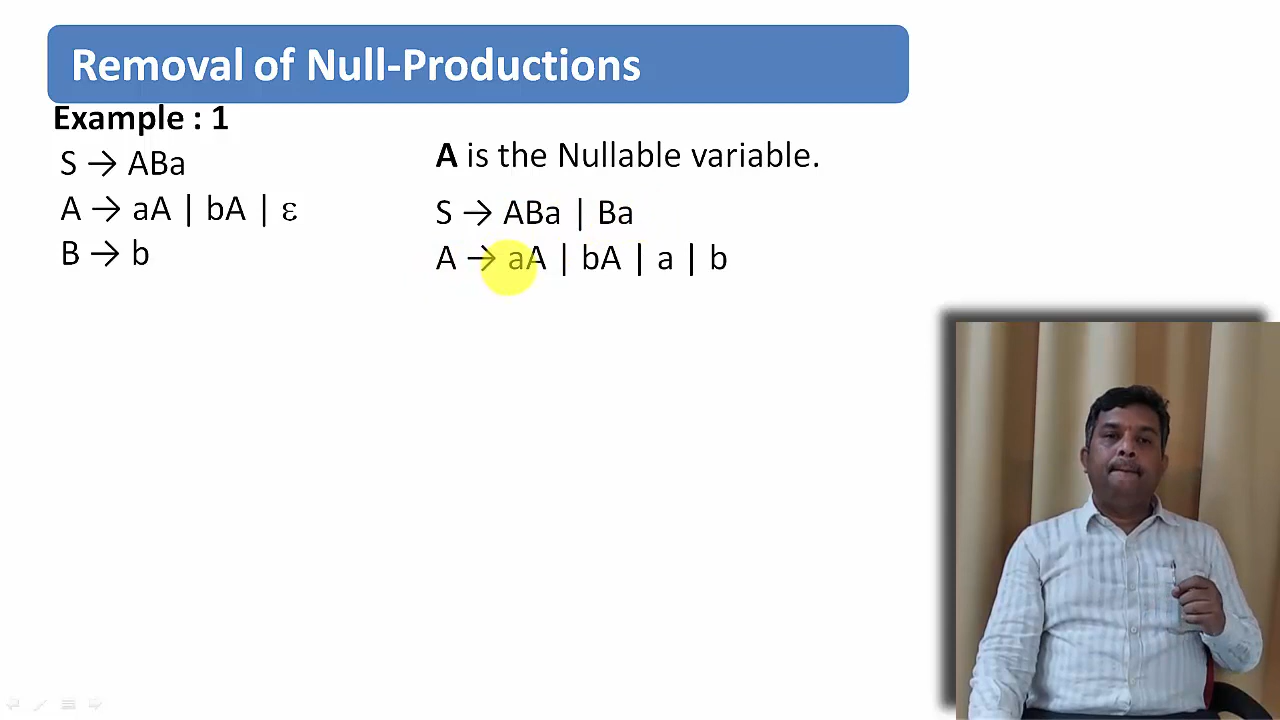 Removal of Null-Productions
Example : 1
S → ABa
A → aA | bA | ε
B → b
A is the Nullable variable.
S → ABa | Ba
A → aA | bA | a | b